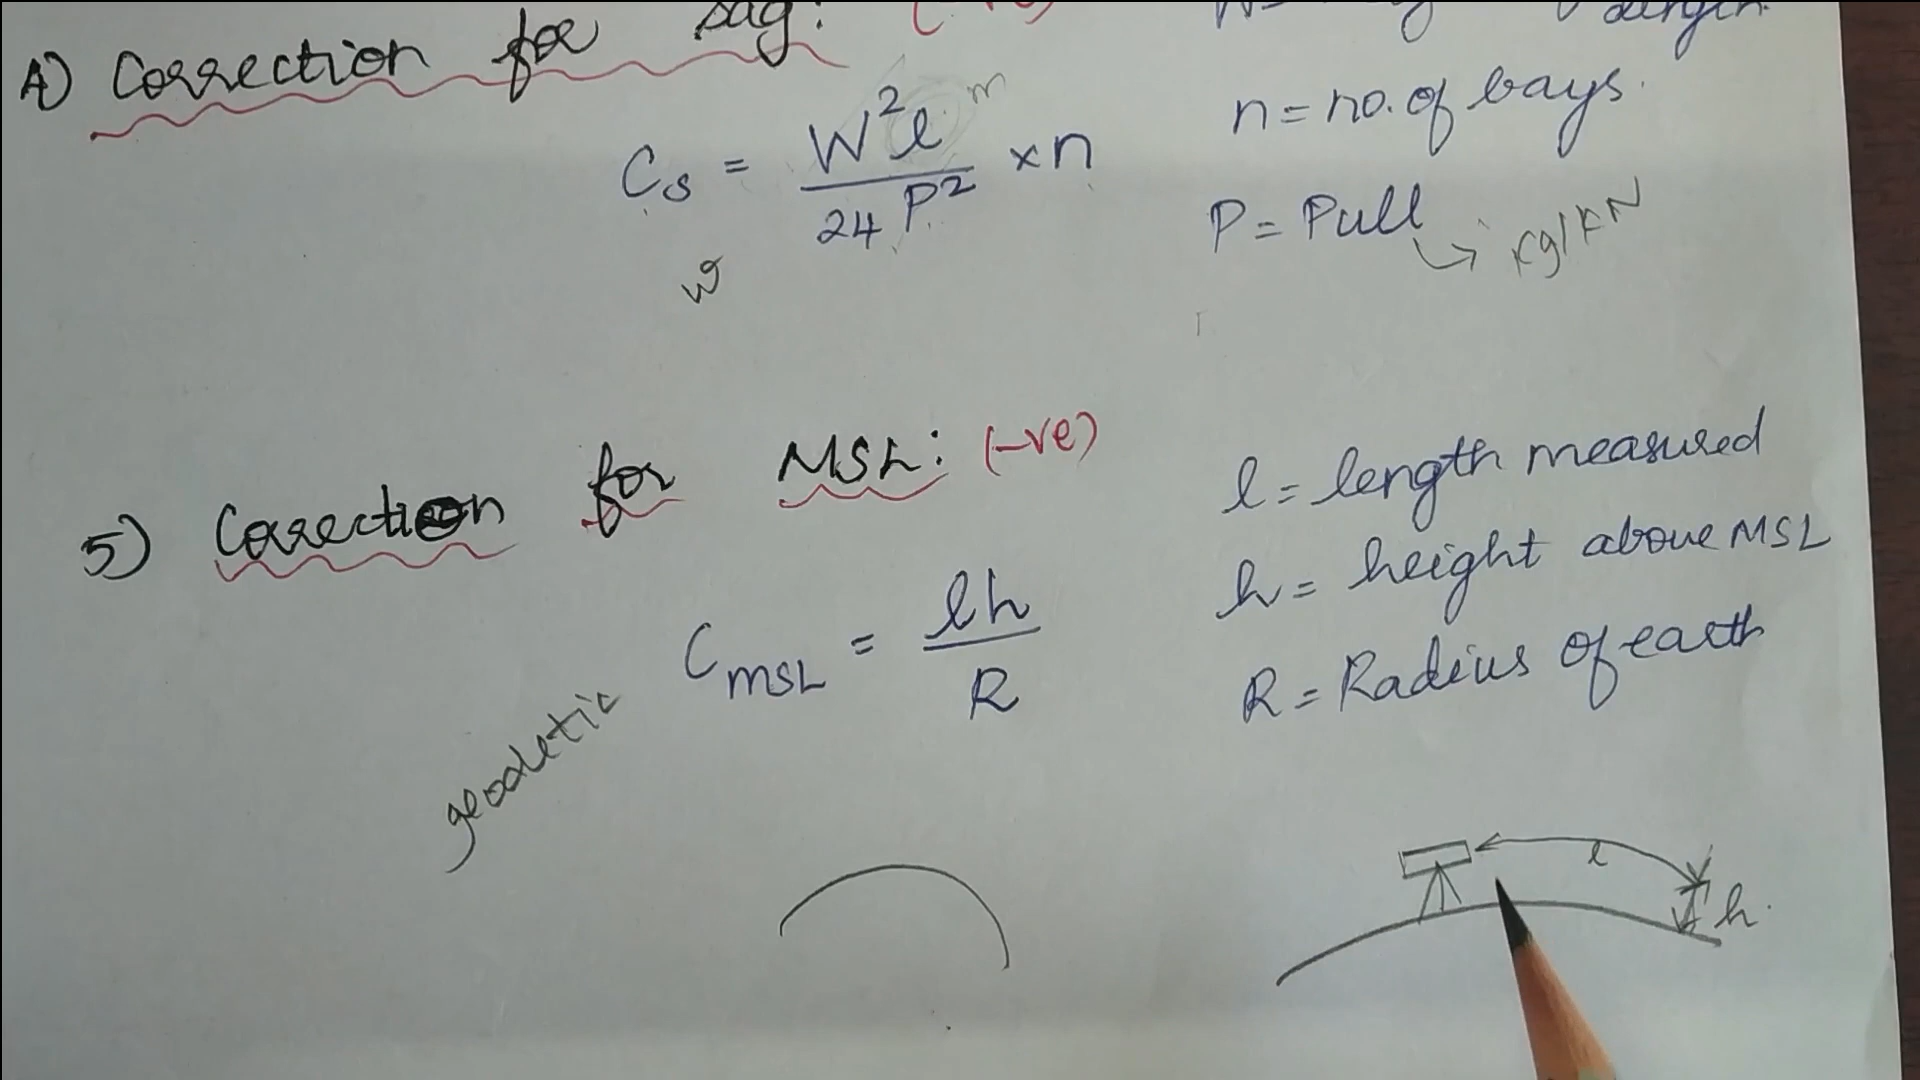 4) Correction for sag:
n = no. of bays.
Cs = W²l / 24 P² × n
m
P = Pull
kg/kN
w
5) Correction for MSL: (-ve)
l = length measured
h = height above MSL
CMSL = lh / R
R = Radius of earth
geodetic
l
h.